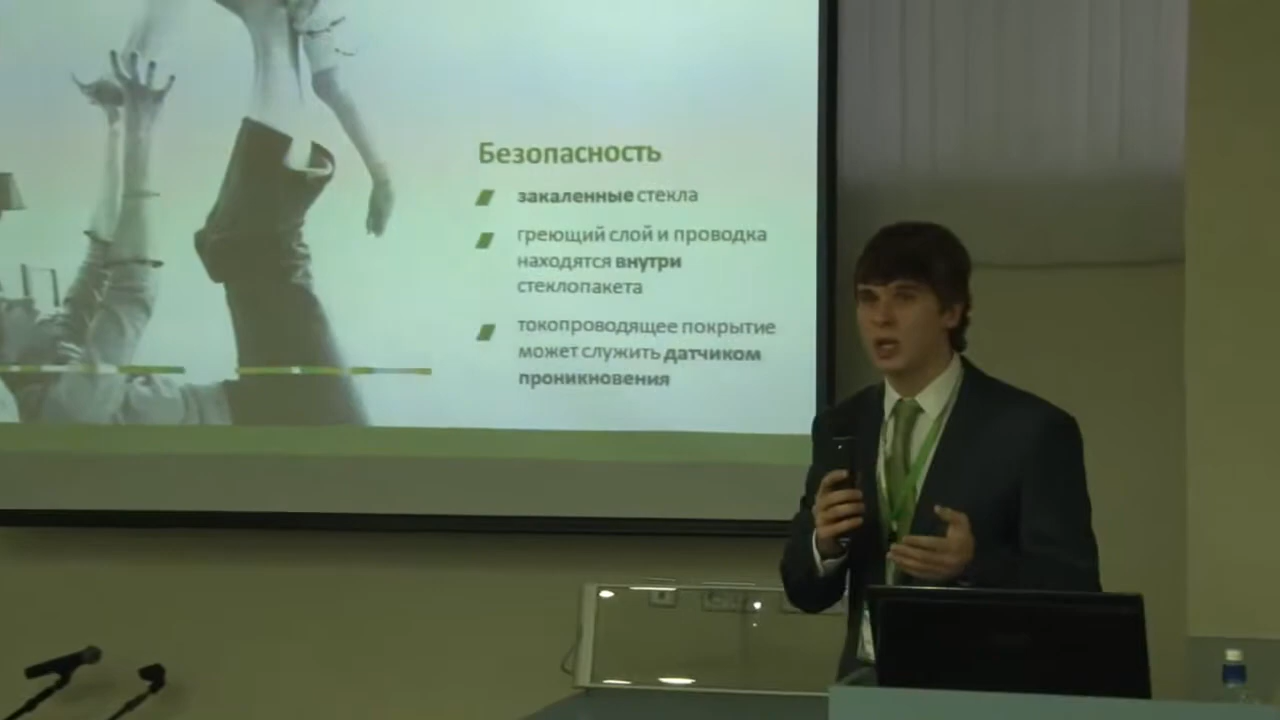 Безопасность
закаленные стекла
греющий слой и проводка
находятся внутри
стеклопакета
токопроводящее покрытие
может служить датчиком
проникновения